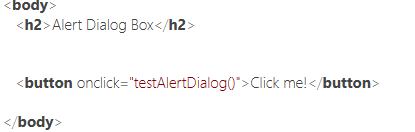 <body>
<h2>Alert Dialog Box</h2>
<button onclick="testAlertDialog()">Click me!</button>
</body>